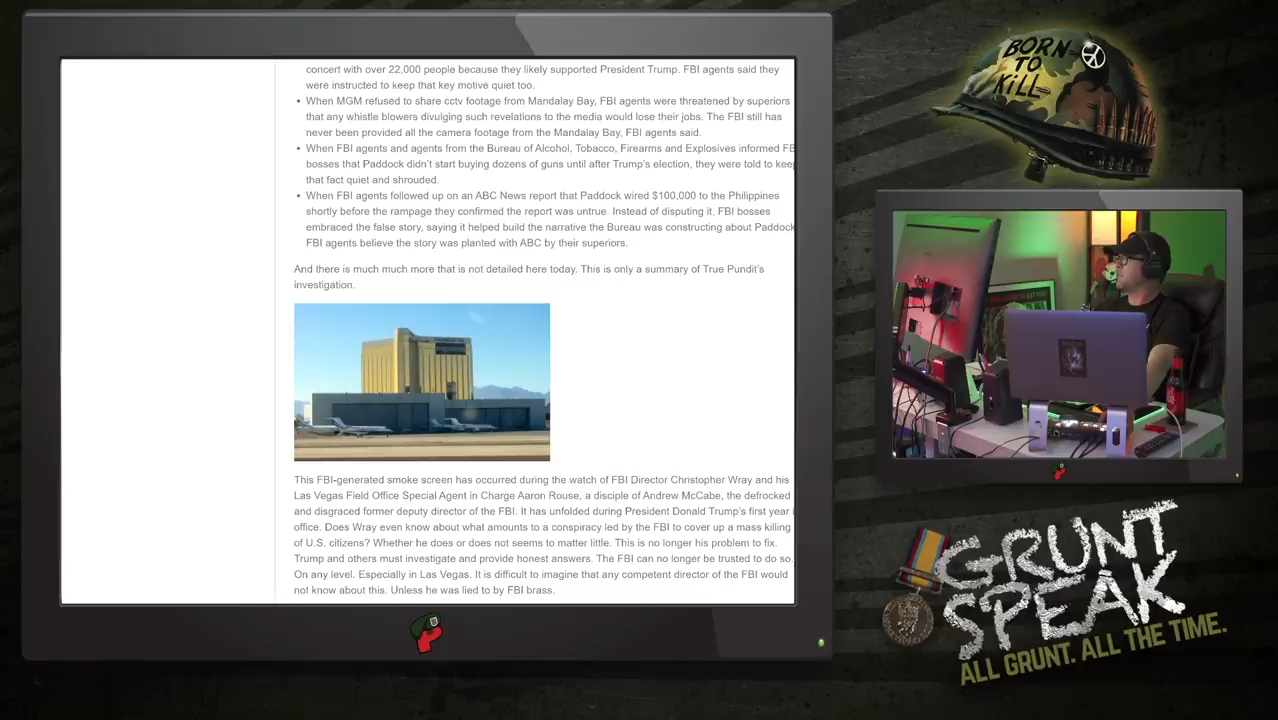 concert with over 22,000 people because they likely supported President Trump. FBI agents said they
were instructed to keep that key motive quiet too.
• When MGM refused to share cctv footage from Mandalay Bay, FBI agents were threatened by superiors
that any whistle blowers divulging such revelations to the media would lose their jobs. The FBI still has
never been provided all the camera footage from the Mandalay Bay, FBI agents said.
• When FBI agents and agents from the Bureau of Alcohol, Tobacco, Firearms and Explosives informed FB
bosses that Paddock didn't start buying dozens of guns until after Trump's election, they were told to keep
that fact quiet and shrouded.
• When FBI agents followed up on an ABC News report that Paddock wired $100,000 to the Philippines
shortly before the rampage they confirmed the report was untrue. Instead of disputing it, FBI bosses
embraced the false story, saying it helped build the narrative the Bureau was constructing about Paddock
FBI agents believe the story was planted with ABC by their superiors.
And there is much much more that is not detailed here today. This is only a summary of True Pundit's
investigation.
This FBI-generated smoke screen has occurred during the watch of FBI Director Christopher Wray and his
Las Vegas Field Office Special Agent in Charge Aaron Rouse, a disciple of Andrew McCabe, the defrocked
and disgraced former deputy director of the FBI. It has unfolded during President Donald Trump's first year i
office. Does Wray even know about what amounts to a conspiracy led by the FBI to cover up a mass killing
of U.S. citizens? Whether he does or does not seems to matter little. This is no longer his problem to fix.
Trump and others must investigate and provide honest answers. The FBI can no longer be trusted to do so.
On any level. Especially in Las Vegas. It is difficult to imagine that any competent director of the FBI would
not know about this. Unless he was lied to by FBI brass.
BORN
TO
KiLL
GRUNT
SPEAK
ALL GRUNT. ALL THE TIME.